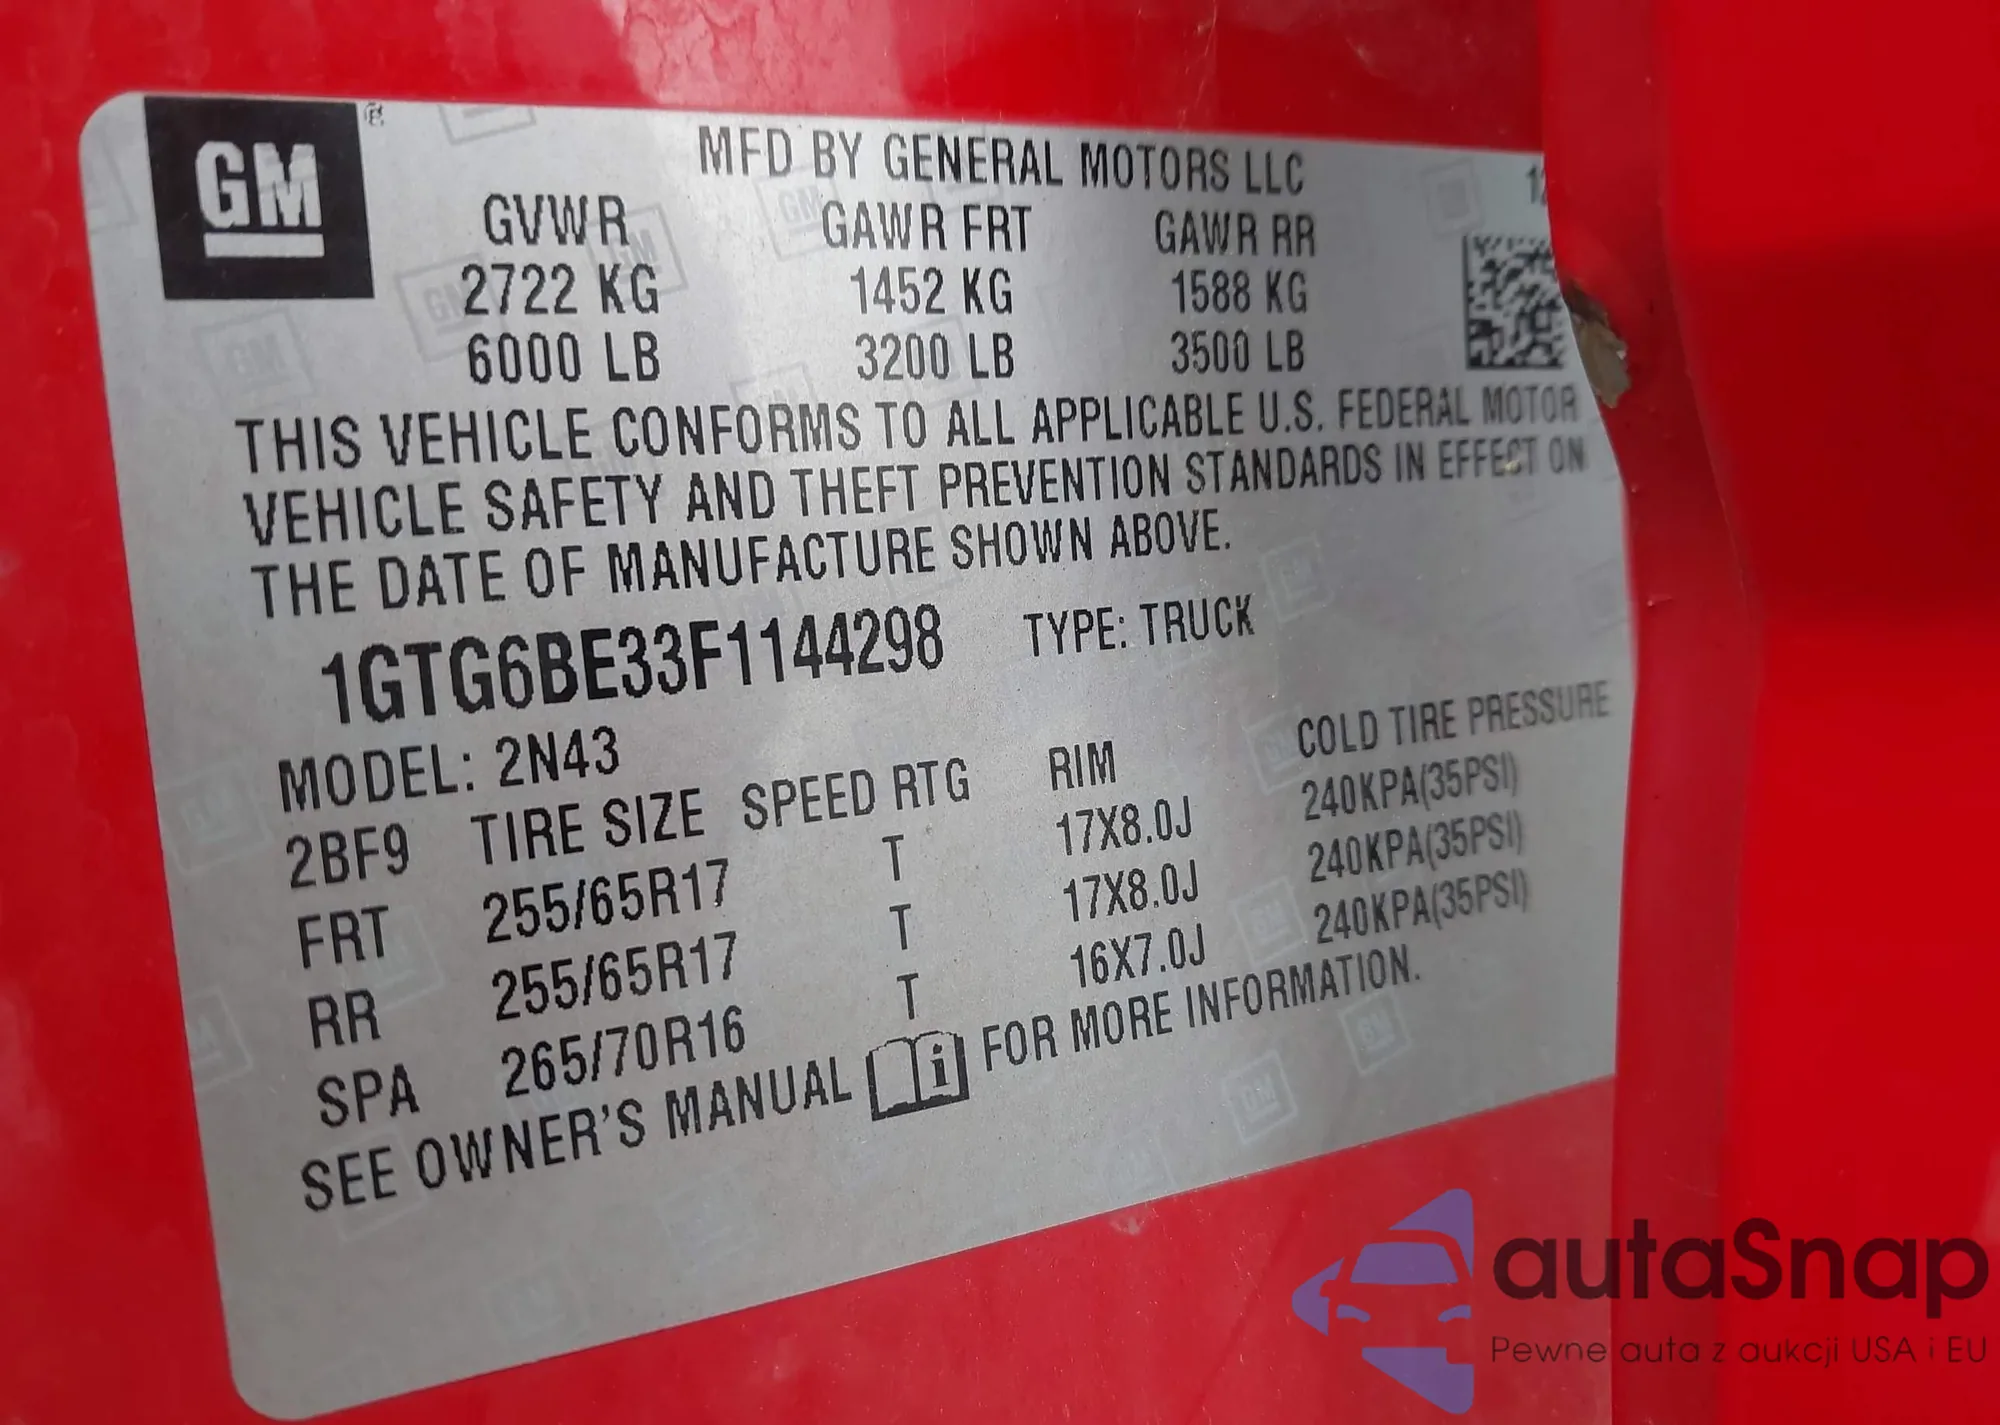 GM
MFD BY GENERAL MOTORS LLC
GVWR GAWR FRT GAWR RR
2722 KG 1452 KG 1588 KG
6000 LB 3200 LB 3500 LB
THIS VEHICLE CONFORMS TO ALL APPLICABLE U.S. FEDERAL MOTOR
VEHICLE SAFETY AND THEFT PREVENTION STANDARDS IN EFFECT ON
THE DATE OF MANUFACTURE SHOWN ABOVE.
1GTG6BE33F1144298 TYPE: TRUCK
MODEL: 2N43
2BF9 TIRE SIZE SPEED RTG RIM COLD TIRE PRESSURE
FRT 255/65R17 T 17X8.0J 240KPA(35PSI)
RR 255/65R17 T 17X8.0J 240KPA(35PSI)
SPA 265/70R16 T 16X7.0J 240KPA(35PSI)
SEE OWNER'S MANUAL i FOR MORE INFORMATION.
autaSnap
Pewne auta z aukcji USA i EU